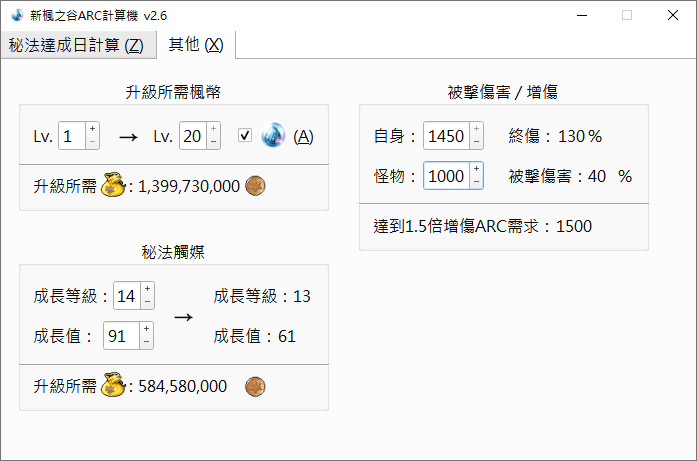 新楓之谷ARC計算機 v2.6
秘法達成日計算 (Z)
其他 (X)
升級所需楓幣
Lv. 1 → Lv. 20 (A)
升級所需 : 1,399,730,000
秘法觸媒
成長等級 : 14 → 成長等級 : 13
成長值 : 91 成長值 : 61
升級所需 : 584,580,000
被擊傷害 / 增傷
自身 : 1450 終傷 : 130 %
怪物 : 1000 被擊傷害 : 40 %
達到1.5倍增傷ARC需求 : 1500